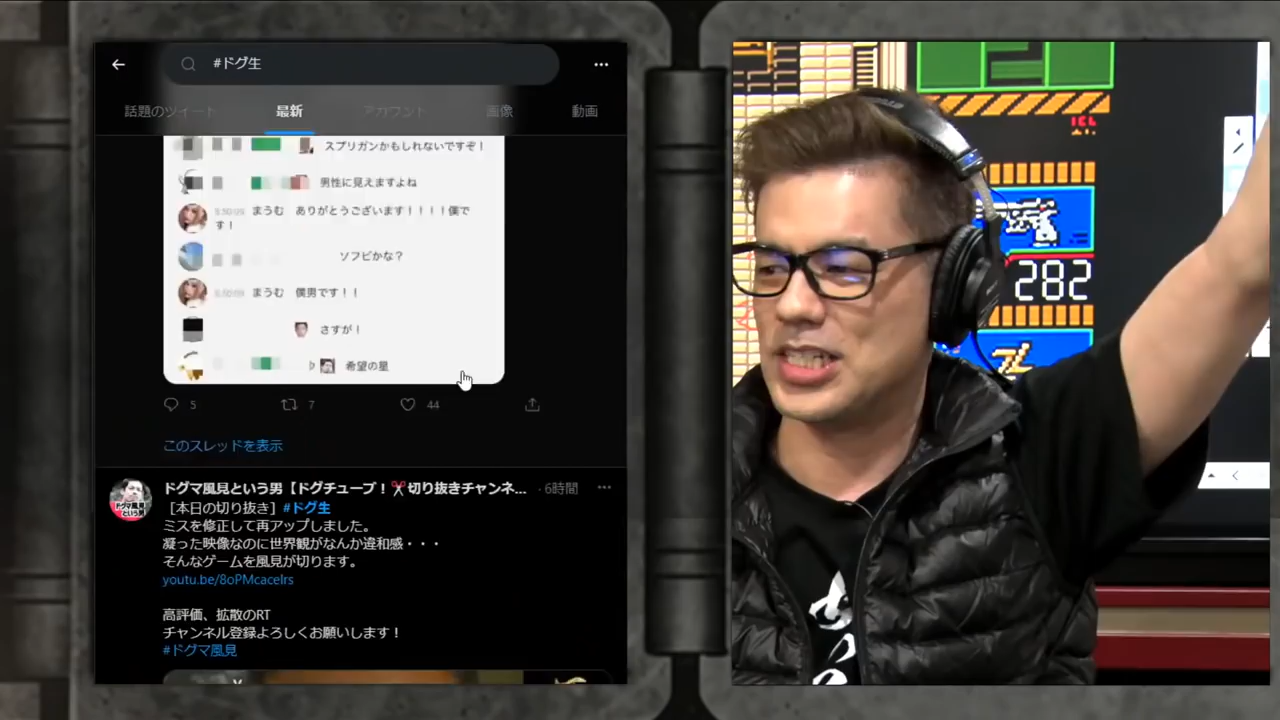 #ドグ生
話題のツイート
最新
アカウント
画像
動画
スプリガンかもしれないですぞ！
男性に見えますよね
まうむ ありがとうございます！！！！僕で
す！
ソフビかな？
まうむ 僕男です！！
さすが！
希望の星
5
7
44
このスレッドを表示
ドグマ風見という男【ドグチューブ！✂切り抜きチャンネ... · 6時間
［本日の切り抜き］#ドグ生
ミスを修正して再アップしました。
凝った映像なのに世界観がなんか違和感・・・
そんなゲームを風見が切ります。
youtu.be/8oPMcacelrs
高評価、拡散のRT
チャンネル登録よろしくお願いします！
#ドグマ風見
282